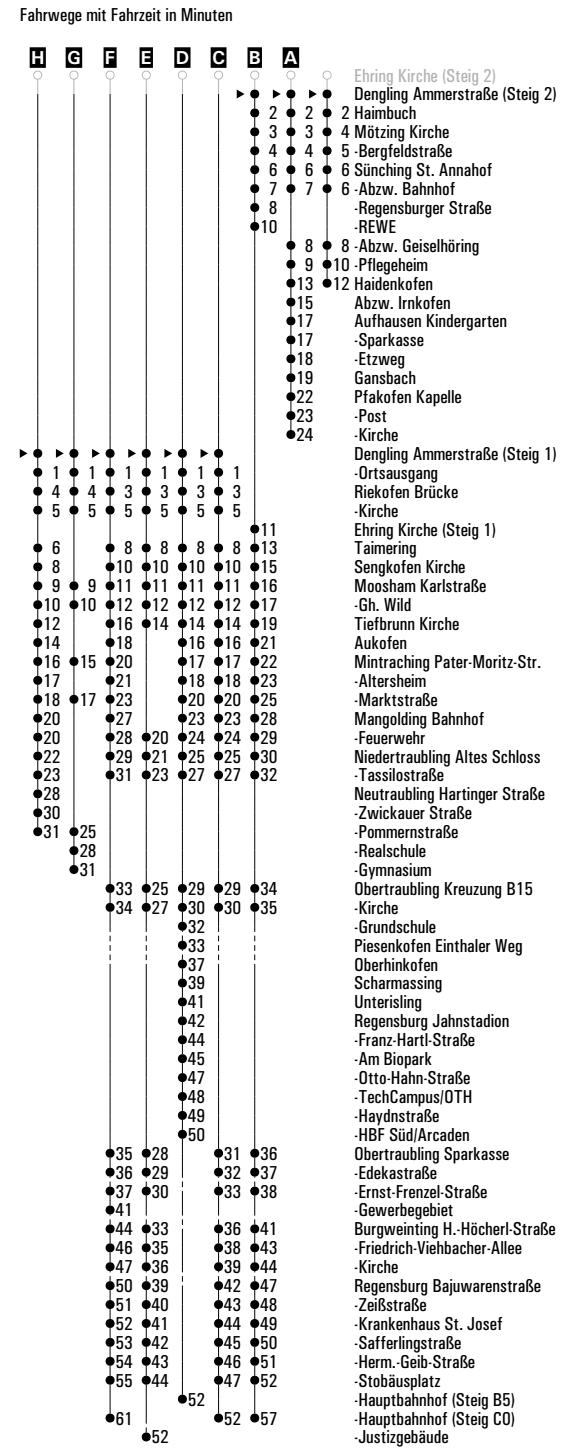 Fahrwege mit Fahrzeit in Minuten
H G F E D C B A
Ehring Kirche (Steig 2)
Dengling Ammerstraße (Steig 2)
2 2 2 Haimbuch
3 3 4 Mötzing Kirche
4 4 5 -Bergfeldstraße
6 6 6 Sünching St. Annahof
7 7 6 -Abzw. Bahnhof
8 -Regensburger Straße
10 -REWE
8 8 -Abzw. Geiselhöring
9 10 -Pflegeheim
13 12 Haidenkofen
15 Abzw. Irnkofen
17 Aufhausen Kindergarten
17 -Sparkasse
18 -Etzweg
19 Gansbach
22 Pfakofen Kapelle
23 -Post
24 -Kirche
Dengling Ammerstraße (Steig 1)
1 1 1 1 1 1 -Ortsausgang
4 4 3 3 3 3 Riekofen Brücke
5 5 5 5 5 5 -Kirche
11 Ehring Kirche (Steig 1)
6 8 8 8 8 13 Taimering
8 10 10 10 10 15 Sengkofen Kirche
9 9 11 11 11 11 16 Moosham Karlstraße
10 10 12 12 12 12 17 -Gh. Wild
12 16 14 14 14 19 Tiefbrunn Kirche
14 18 16 16 21 Aukofen
16 15 20 17 17 22 Mintraching Pater-Moritz-Str.
17 21 18 18 23 -Altersheim
18 17 23 20 20 25 -Marktstraße
20 27 23 23 28 Mangolding Bahnhof
20 28 20 24 24 29 -Feuerwehr
22 29 21 25 25 30 Niedertraubling Altes Schloss
23 31 23 27 27 32 -Tassilostraße
28 Neutraubling Hartinger Straße
30 -Zwickauer Straße
31 25 -Pommernstraße
28 -Realschule
31 -Gymnasium
33 25 29 29 34 Obertraubling Kreuzung B15
34 27 30 30 35 -Kirche
32 -Grundschule
33 Piesenkofen Einthaler Weg
37 Oberhinkofen
39 Scharmassing
41 Unterisling
42 Regensburg Jahnstadion
44 -Franz-Hartl-Straße
45 -Am Biopark
47 -Otto-Hahn-Straße
48 -TechCampus/OTH
49 -Haydnstraße
50 -HBF Süd/Arcaden
35 28 31 36 Obertraubling Sparkasse
36 29 32 37 -Edekastraße
37 30 33 38 -Ernst-Frenzel-Straße
41 -Gewerbegebiet
44 33 36 41 Burgweinting H.-Höcherl-Straße
46 35 38 43 -Friedrich-Viehbacher-Allee
47 36 39 44 -Kirche
50 39 42 47 Regensburg Bajuwarenstraße
51 40 43 48 -Zeißstraße
52 41 44 49 -Krankenhaus St. Josef
53 42 45 50 -Safferlingstraße
54 43 46 51 -Herm.-Geib-Straße
55 44 47 52 -Stobäusplatz
52 -Hauptbahnhof (Steig B5)
61 52 57 -Hauptbahnhof (Steig C0)
52 -Justizgebäude